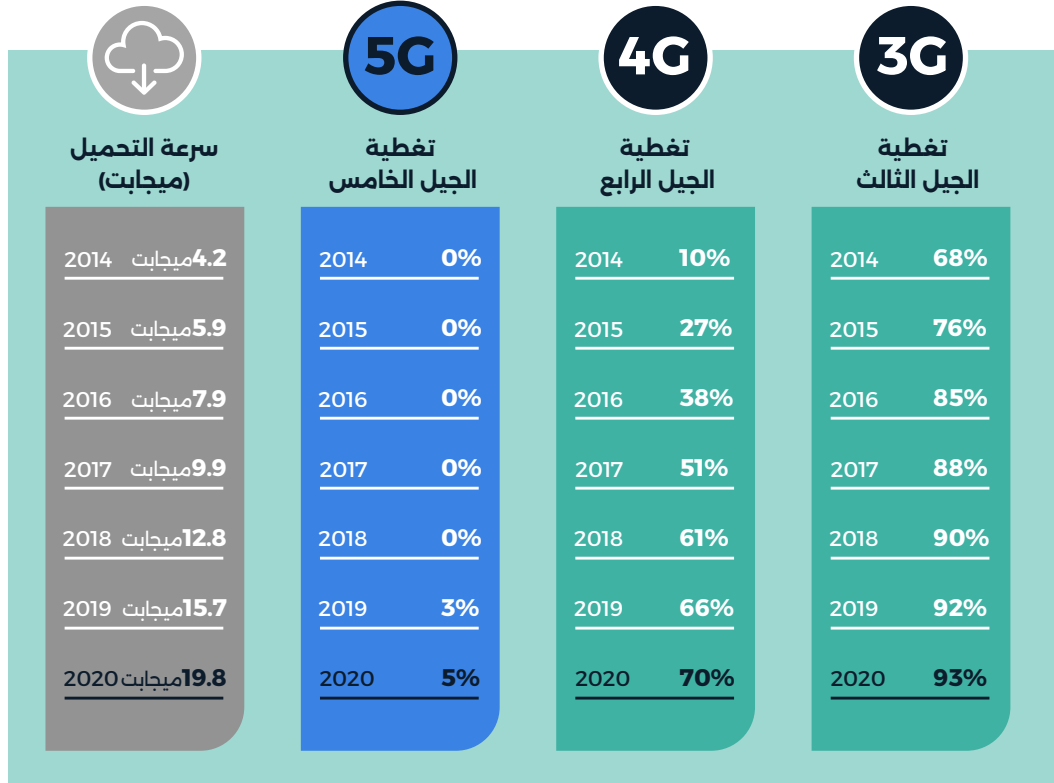 3G
تغطية
الجيل الثالث
2014 68%
2015 76%
2016 85%
2017 88%
2018 90%
2019 92%
2020 93%
4G
تغطية
الجيل الرابع
2014 10%
2015 27%
2016 38%
2017 51%
2018 61%
2019 66%
2020 70%
5G
تغطية
الجيل الخامس
2014 0%
2015 0%
2016 0%
2017 0%
2018 0%
2019 3%
2020 5%
سرعة التحميل
(ميجابت)
4.2ميجابت 2014
5.9ميجابت 2015
7.9ميجابت 2016
9.9ميجابت 2017
12.8ميجابت 2018
15.7ميجابت 2019
19.8ميجابت 2020